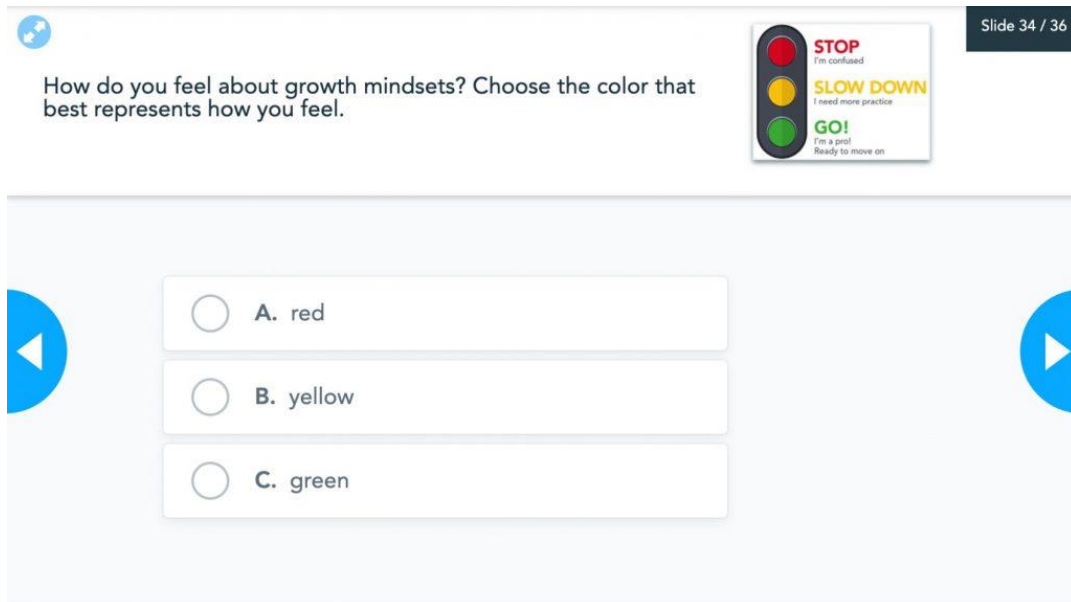 Slide 34 / 36
How do you feel about growth mindsets? Choose the color that
best represents how you feel.
STOP
I'm confused
SLOW DOWN
I need more practice
GO!
I'm a pro!
Ready to move on
A. red
B. yellow
C. green